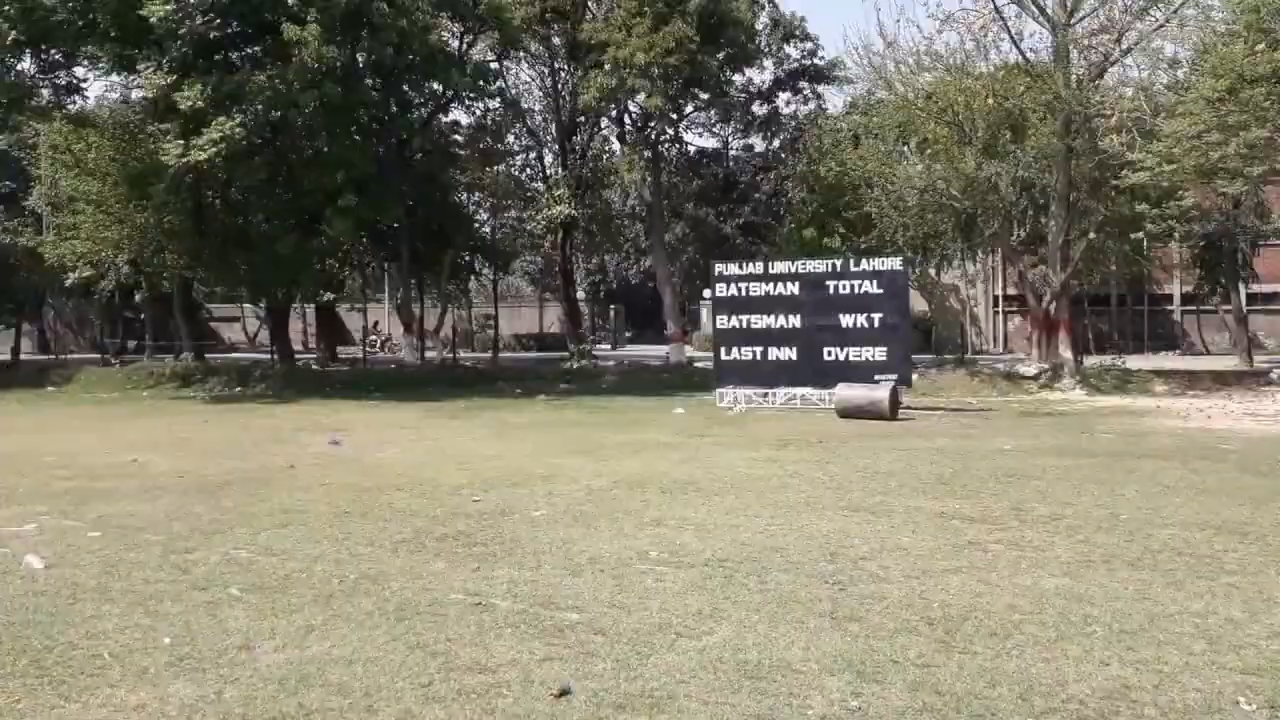 PUNJAB UNIVERSITY LAHORE
BATSMAN TOTAL
BATSMAN WKT
LAST INN OVERE